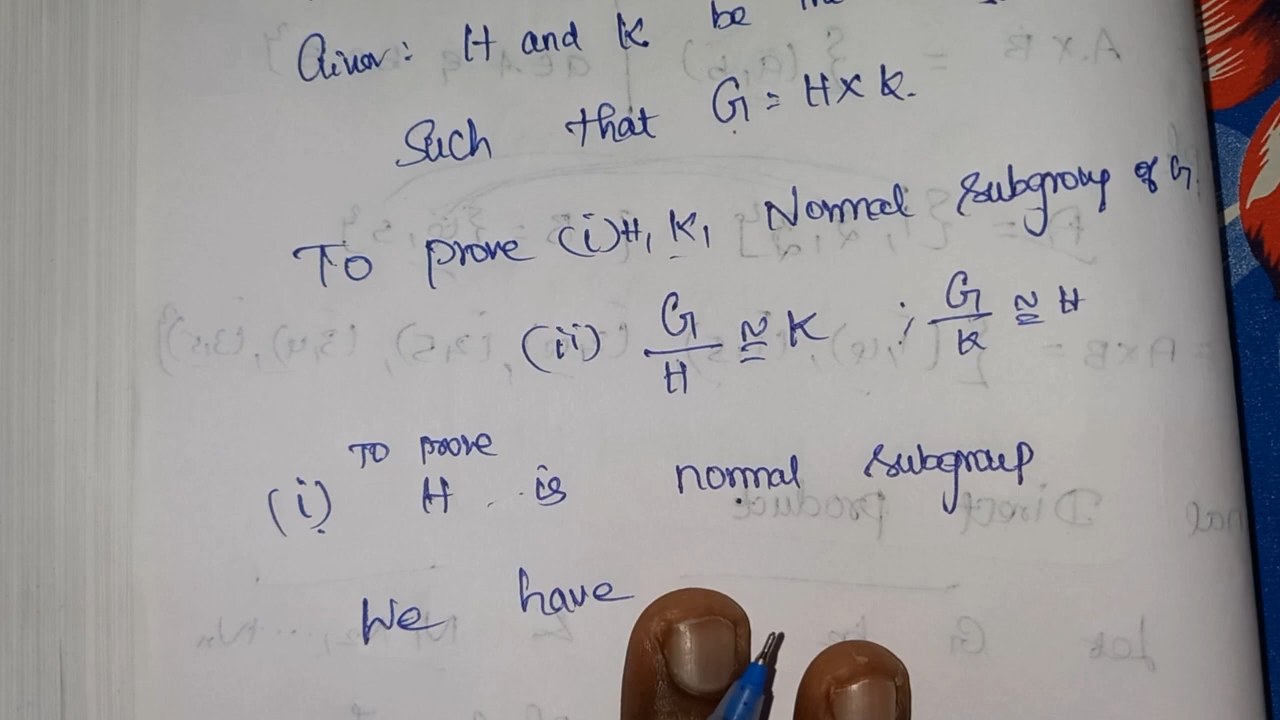 Given: H and K be
Such that G = H × K.
To prove (i) H, K, Normal subgroup of G.
(ii) G/H ≅ K ; G/K ≅ H
To prove
(i) H is normal subgroup
We have